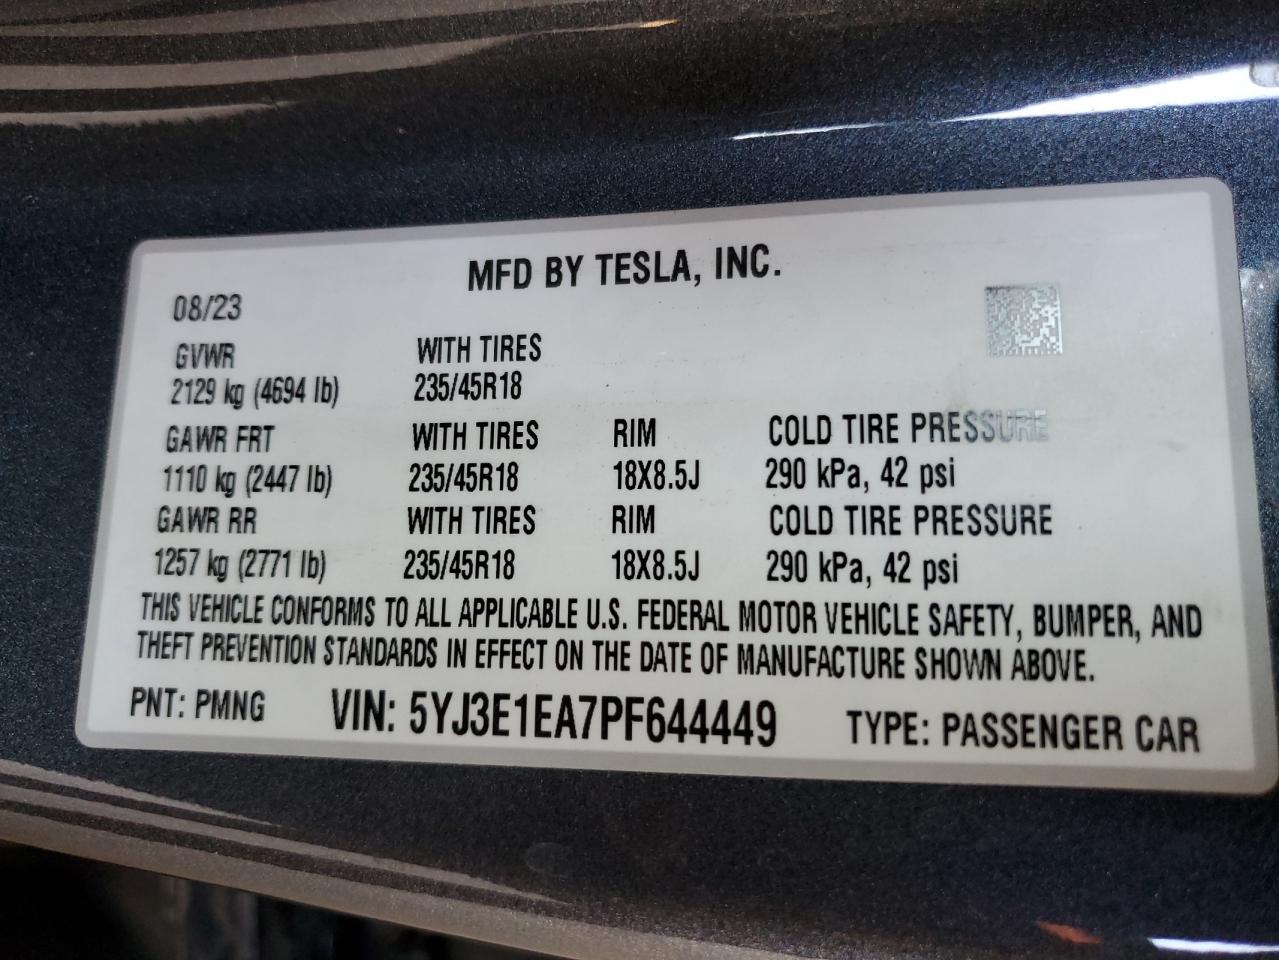 MFD BY TESLA, INC.
08/23
GVWR WITH TIRES
2129 kg (4694 lb) 235/45R18
GAWR FRT WITH TIRES RIM COLD TIRE PRESSURE
1110 kg (2447 lb) 235/45R18 18X8.5J 290 kPa, 42 psi
GAWR RR WITH TIRES RIM COLD TIRE PRESSURE
1257 kg (2771 lb) 235/45R18 18X8.5J 290 kPa, 42 psi
THIS VEHICLE CONFORMS TO ALL APPLICABLE U.S. FEDERAL MOTOR VEHICLE SAFETY, BUMPER, AND
THEFT PREVENTION STANDARDS IN EFFECT ON THE DATE OF MANUFACTURE SHOWN ABOVE.
PNT: PMNG VIN: 5YJ3E1EA7PF644449 TYPE: PASSENGER CAR